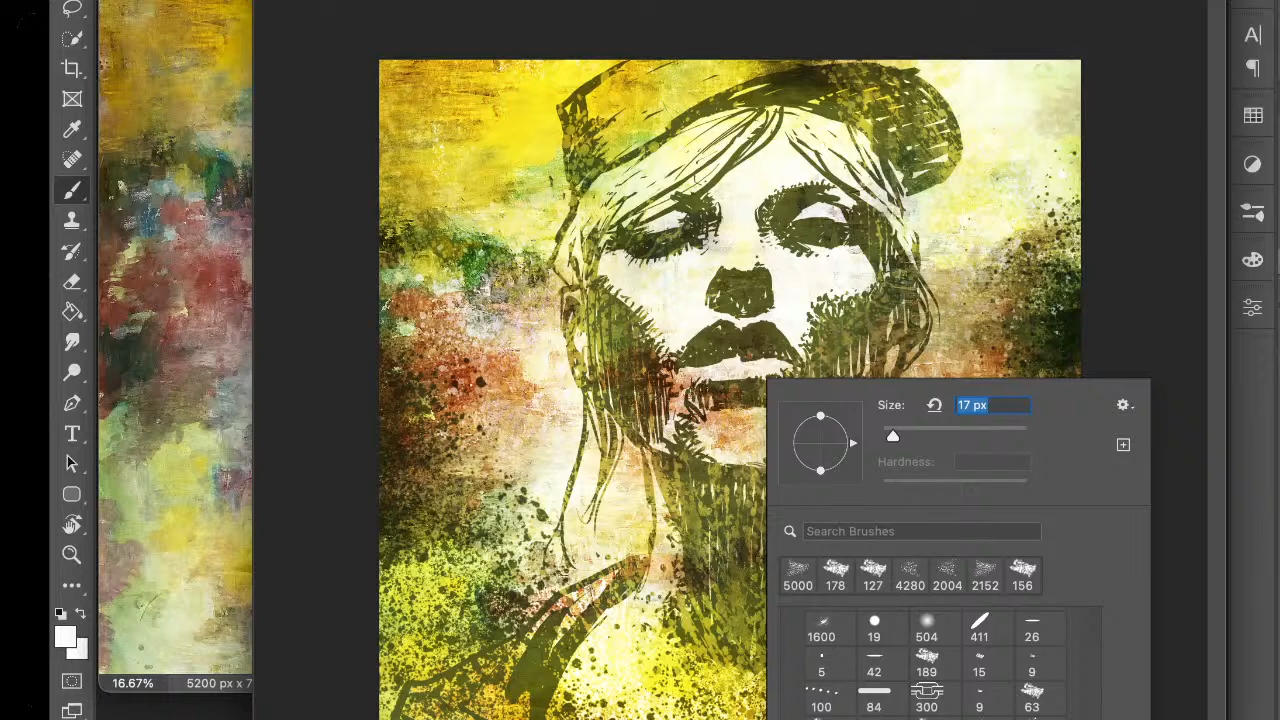 Size:
17 px
Hardness:
Search Brushes
5000 178 127 4280 2004 2152 156
1600 19 504 411 26
5 42 189 15 9
100 84 300 9 63
16.67% 5200 px x 7